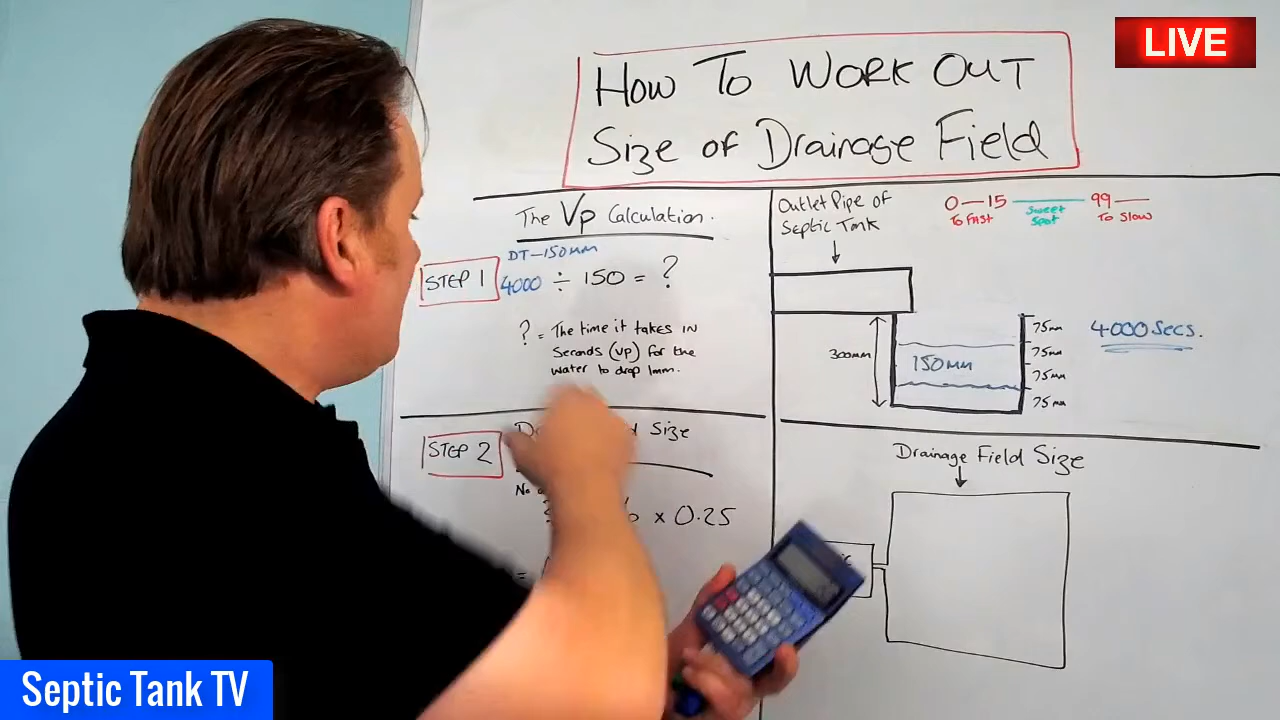 LIVE
How To WORK OUT
Size of Drainage Field
The Vp Calculation.
DT-150mm
STEP 1
4000 ÷ 150 = ?
? = The time it takes IN
Seconds (vp) for the
water to drop 1mm.
STEP 2
Size
No
x 0.25
=
Outlet Pipe of
Septic Tank
0-15
99
To Fast
Sweet
Spot
To Slow
300mm
150mm
75mm
75mm
75mm
75mm
4000 Secs.
Drainage Field Size
Septic Tank TV